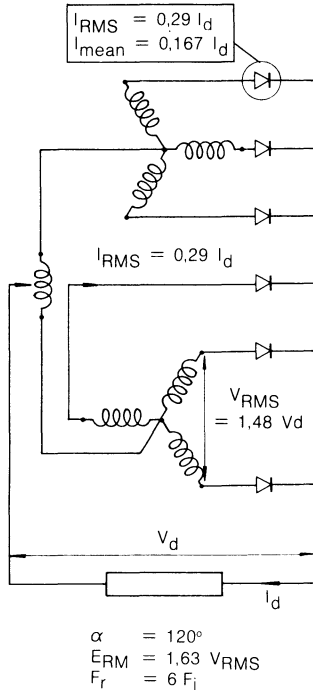 I_RMS = 0,29 I_d
I_mean = 0,167 I_d
I_RMS = 0,29 I_d
V_RMS
= 1,48 Vd
V_d
I_d
α = 120°
E_RM = 1,63 V_RMS
F_r = 6 F_i